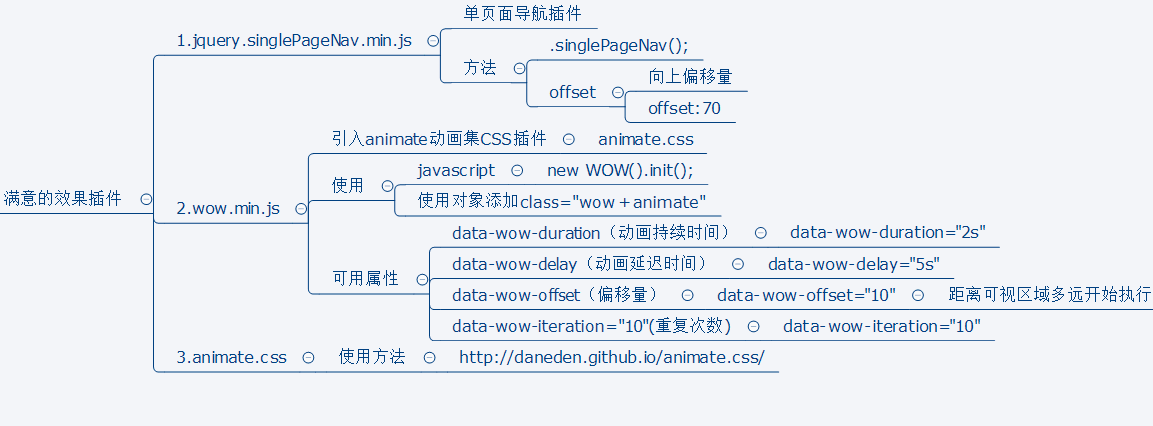 满意的效果插件
1.jquery.singlePageNav.min.js
单页面导航插件
方法
.singlePageNav();
offset
向上偏移量
offset:70
2.wow.min.js
引入animate动画集CSS插件
animate.css
使用
javascript
new WOW().init();
使用对象添加class="wow＋animate"
可用属性
data-wow-duration（动画持续时间）
data-wow-duration="2s"
data-wow-delay（动画延迟时间）
data-wow-delay="5s"
data-wow-offset（偏移量）
data-wow-offset="10"
距离可视区域多远开始执行
data-wow-iteration="10"(重复次数)
data-wow-iteration="10"
3.animate.css
使用方法
http://daneden.github.io/animate.css/